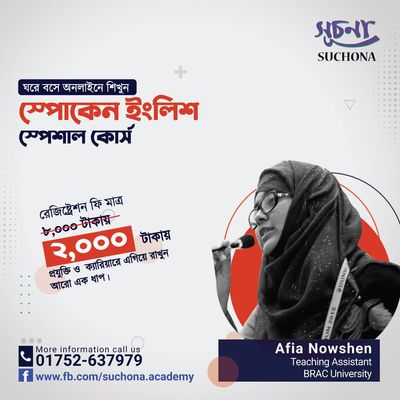 সূচনা
SUCHONA
ঘরে বসে অনলাইনে শিখুন
স্পোকেন ইংলিশ
স্পেশাল কোর্স
রেজিষ্ট্রেশন ফি মাত্র
৮,০০০ টাকায়
২,০০০ টাকায়
প্রযুক্তি ও ক্যারিয়ারে এগিয়ে রাখুন
আরো এক ধাপ।
Afia Nowshen
Teaching Assistant
BRAC University
More information call us
01752-637979
www.fb.com/suchona.academy